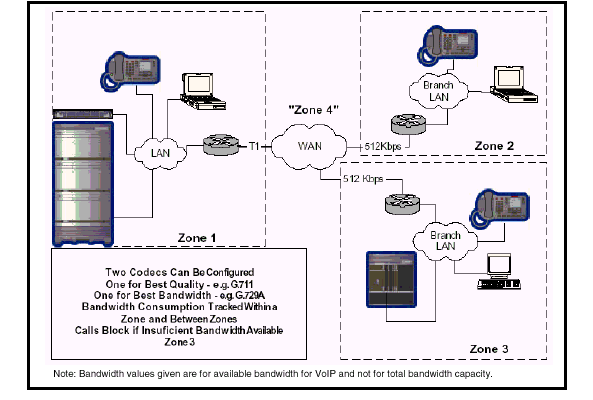 "Zone 4"
Branch
LAN
LAN
T1
WAN
512Kbps
Zone 2
512 Kbps
Zone 1
Branch
LAN
Two Codecs Can Be Configured
One for Best Quality - e.g. G.711
One for Best Bandwidth - e.g. G.729A
Bandwidth Consumption Tracked Within a
Zone and Between Zones
Calls Block if Insuficient Bandwidth Available
Zone 3
Zone 3
Note: Bandwidth values given are for available bandwidth for VoIP and not for total bandwidth capacity.